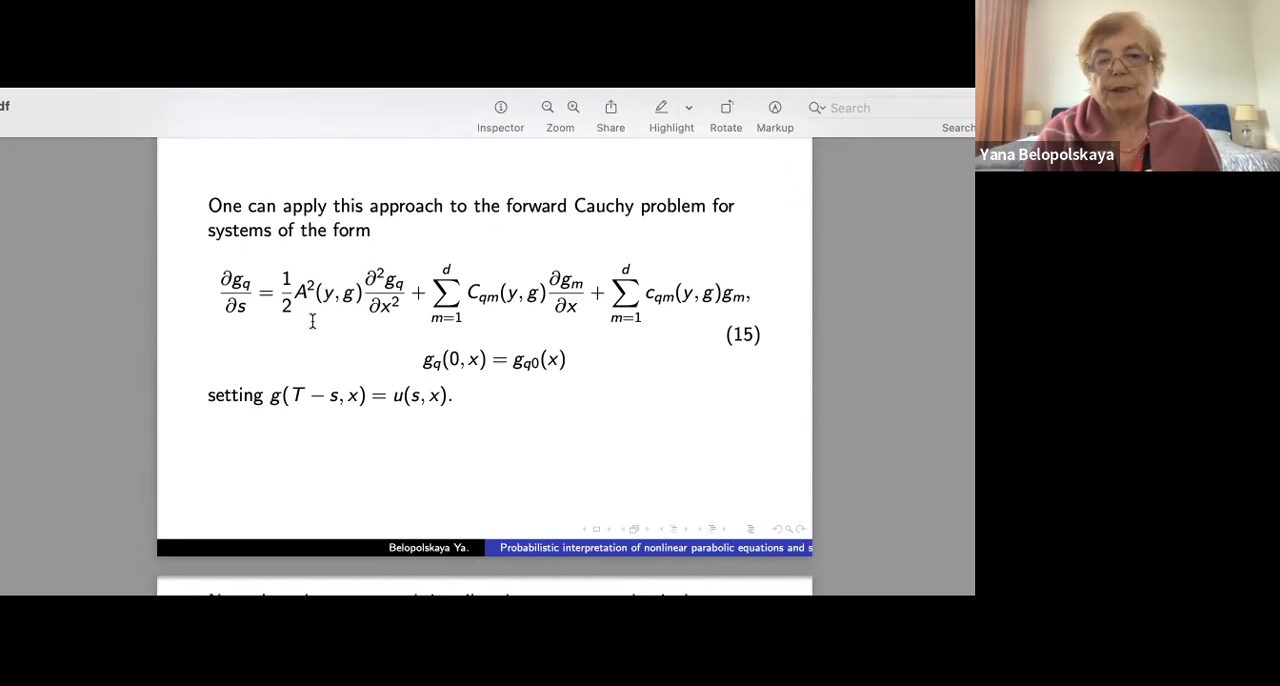 df
Inspector
Zoom
Share
Highlight
Rotate
Markup
Search
Search
Yana Belopolskaya
One can apply this approach to the forward Cauchy problem for
systems of the form
∂g_q/∂s = 1/2 A²(y, g) ∂²g_q/∂x² + ∑_{m=1}^{d} C_{qm}(y, g) ∂g_m/∂x + ∑_{m=1}^{d} c_{qm}(y, g)g_m,
(15)
g_q(0, x) = g_{q0}(x)
setting g(T − s, x) = u(s, x).
Belopolskaya Ya.
Probabilistic interpretation of nonlinear parabolic equations and s